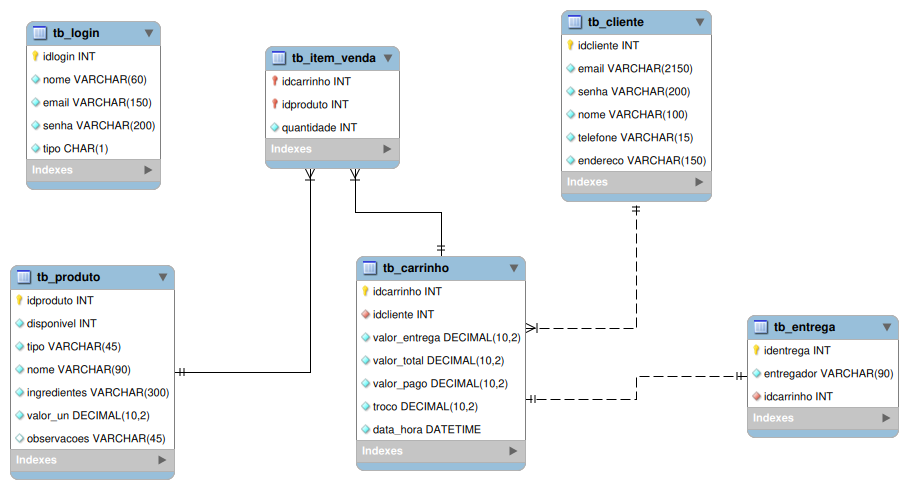 tb_login
idlogin INT
nome VARCHAR(60)
email VARCHAR(150)
senha VARCHAR(200)
tipo CHAR(1)
Indexes
tb_item_venda
idcarrinho INT
idproduto INT
quantidade INT
Indexes
tb_cliente
idcliente INT
email VARCHAR(2150)
senha VARCHAR(200)
nome VARCHAR(100)
telefone VARCHAR(15)
endereco VARCHAR(150)
Indexes
tb_produto
idproduto INT
disponivel INT
tipo VARCHAR(45)
nome VARCHAR(90)
ingredientes VARCHAR(300)
valor_un DECIMAL(10,2)
observacoes VARCHAR(45)
Indexes
tb_carrinho
idcarrinho INT
idcliente INT
valor_entrega DECIMAL(10,2)
valor_total DECIMAL(10,2)
valor_pago DECIMAL(10,2)
troco DECIMAL(10,2)
data_hora DATETIME
Indexes
tb_entrega
identrega INT
entregador VARCHAR(90)
idcarrinho INT
Indexes